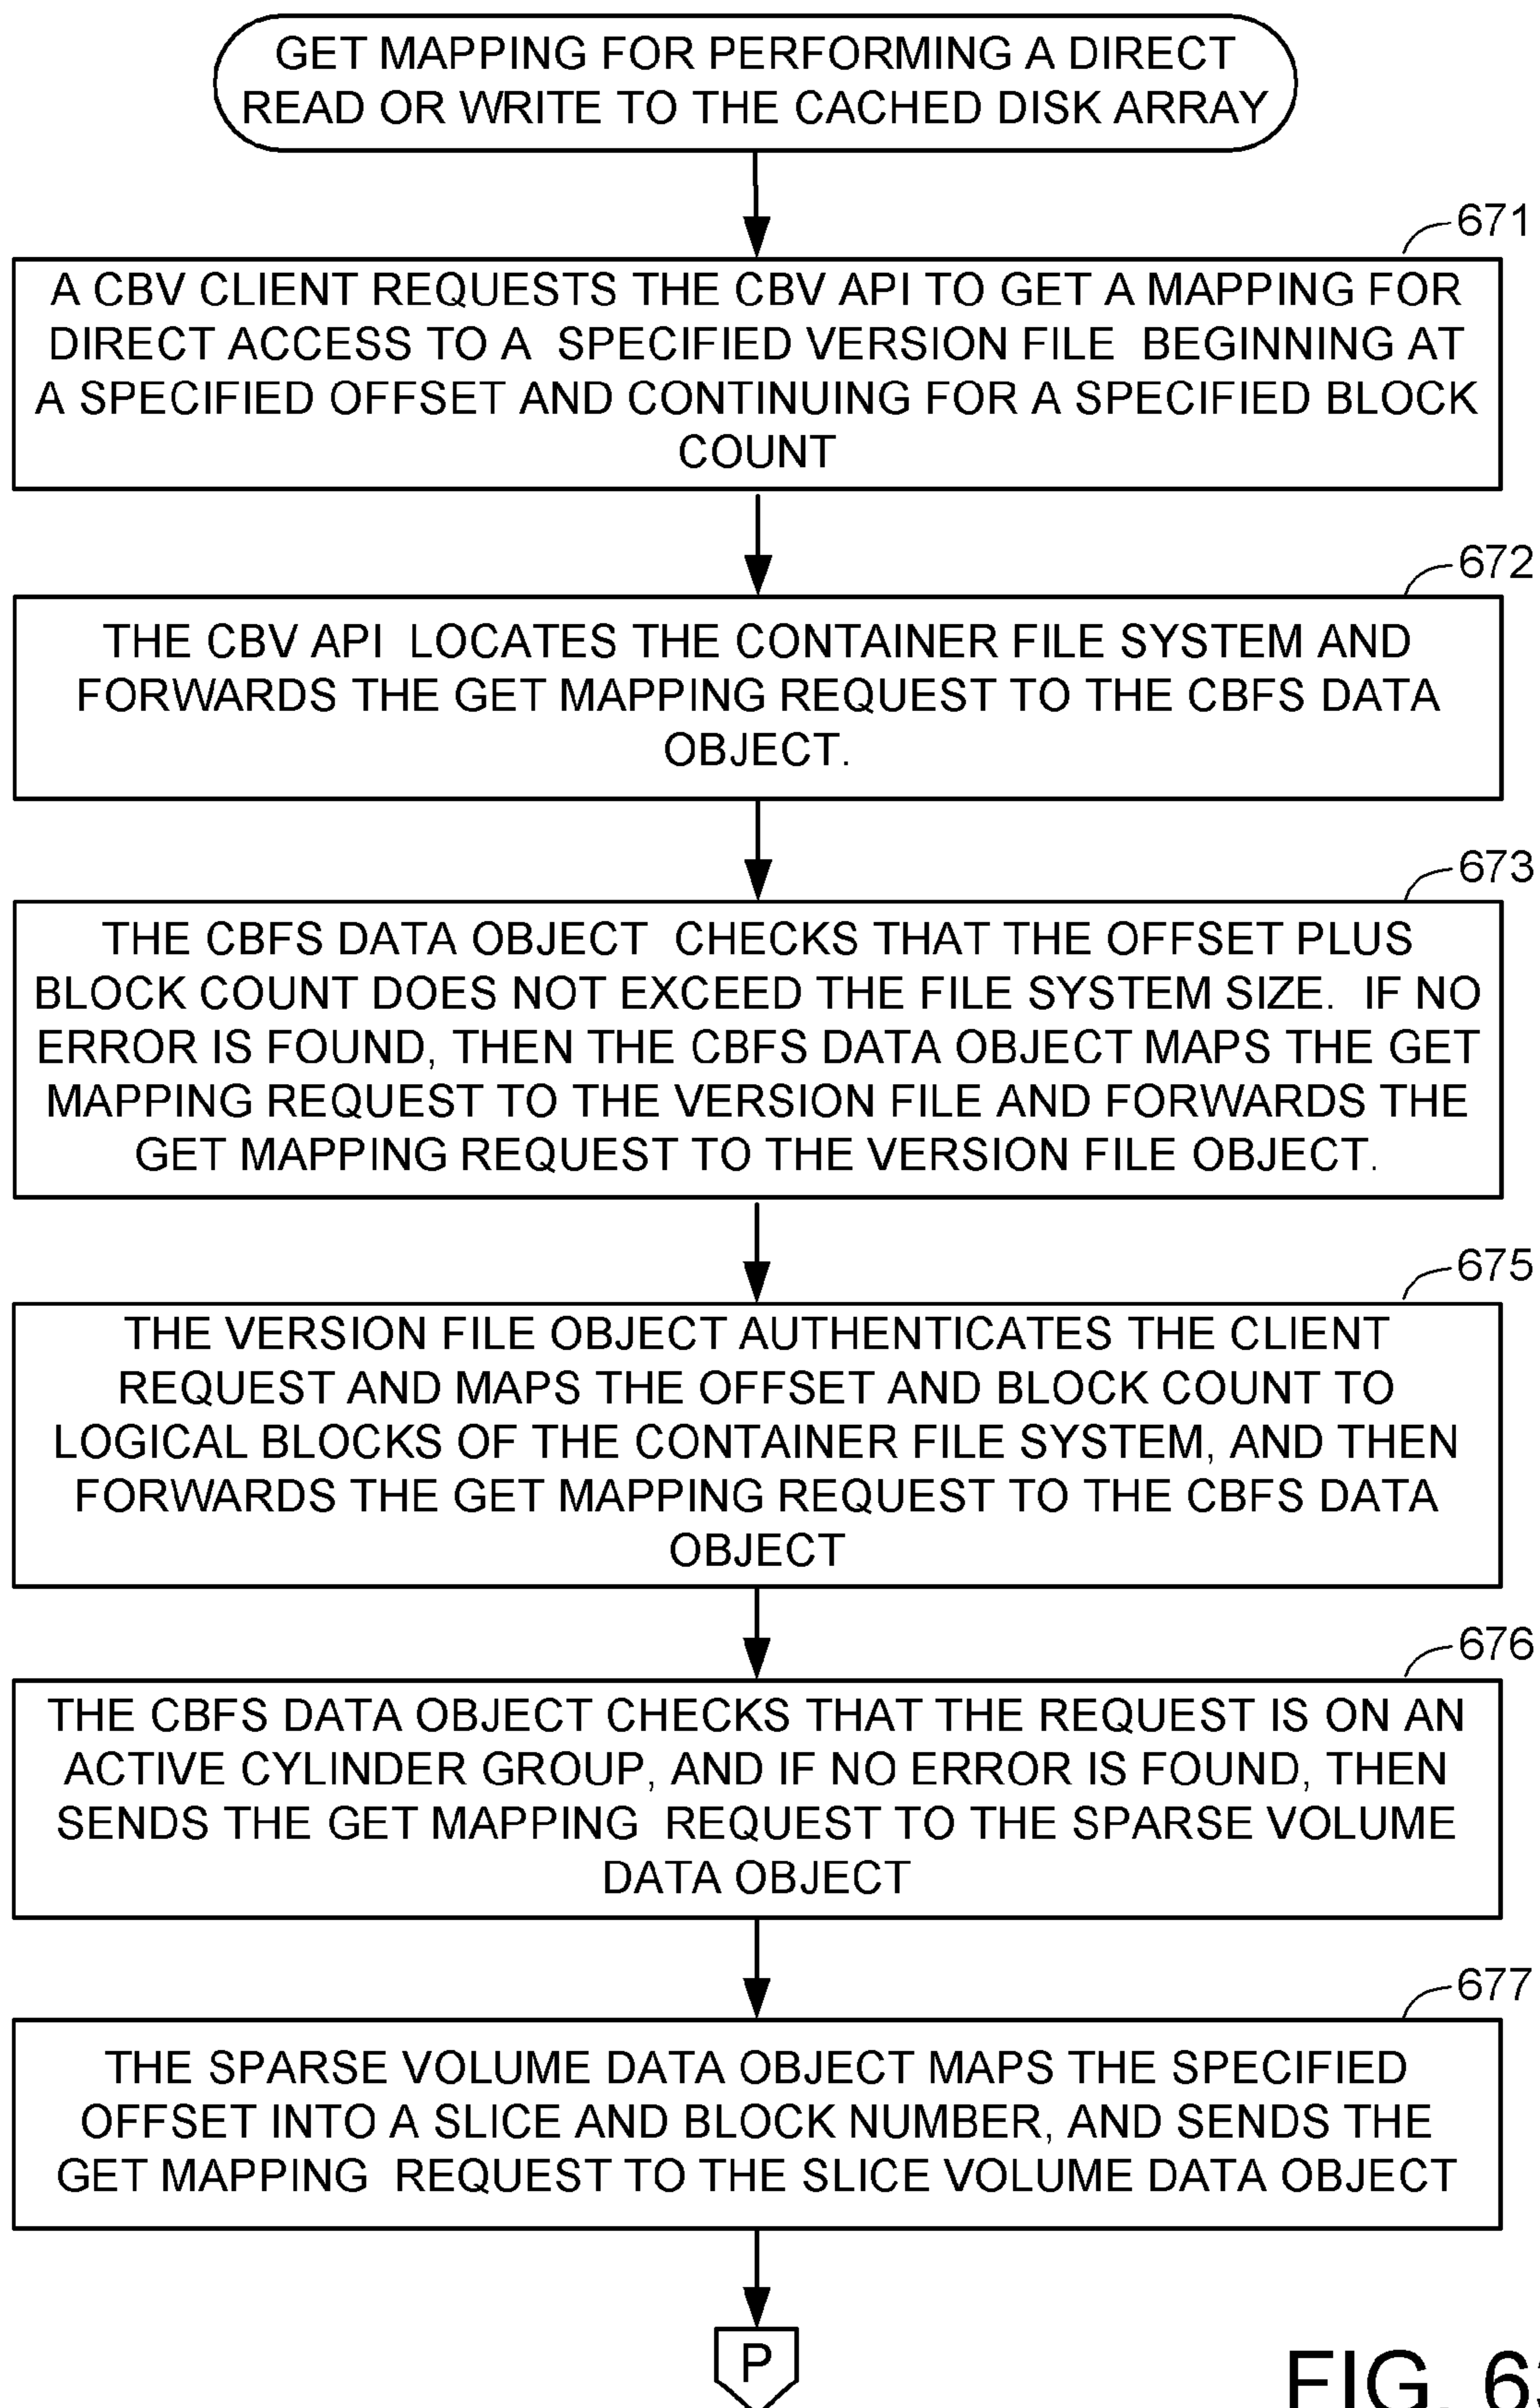 GET MAPPING FOR PERFORMING A DIRECT
READ OR WRITE TO THE CACHED DISK ARRAY
671
A CBV CLIENT REQUESTS THE CBV API TO GET A MAPPING FOR
DIRECT ACCESS TO A SPECIFIED VERSION FILE BEGINNING AT
A SPECIFIED OFFSET AND CONTINUING FOR A SPECIFIED BLOCK
COUNT
672
THE CBV API LOCATES THE CONTAINER FILE SYSTEM AND
FORWARDS THE GET MAPPING REQUEST TO THE CBFS DATA
OBJECT.
673
THE CBFS DATA OBJECT CHECKS THAT THE OFFSET PLUS
BLOCK COUNT DOES NOT EXCEED THE FILE SYSTEM SIZE. IF NO
ERROR IS FOUND, THEN THE CBFS DATA OBJECT MAPS THE GET
MAPPING REQUEST TO THE VERSION FILE AND FORWARDS THE
GET MAPPING REQUEST TO THE VERSION FILE OBJECT.
675
THE VERSION FILE OBJECT AUTHENTICATES THE CLIENT
REQUEST AND MAPS THE OFFSET AND BLOCK COUNT TO
LOGICAL BLOCKS OF THE CONTAINER FILE SYSTEM, AND THEN
FORWARDS THE GET MAPPING REQUEST TO THE CBFS DATA
OBJECT
676
THE CBFS DATA OBJECT CHECKS THAT THE REQUEST IS ON AN
ACTIVE CYLINDER GROUP, AND IF NO ERROR IS FOUND, THEN
SENDS THE GET MAPPING REQUEST TO THE SPARSE VOLUME
DATA OBJECT
677
THE SPARSE VOLUME DATA OBJECT MAPS THE SPECIFIED
OFFSET INTO A SLICE AND BLOCK NUMBER, AND SENDS THE
GET MAPPING REQUEST TO THE SLICE VOLUME DATA OBJECT
P
FIG.